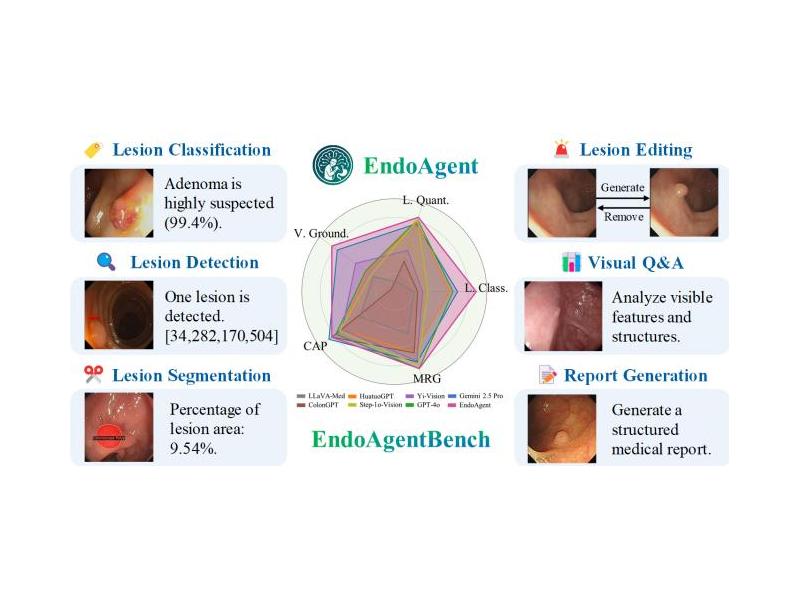 Lesion Classification
Adenoma is
highly suspected
(99.4%).
Lesion Detection
One lesion is
detected.
[34,282,170,504]
Lesion Segmentation
Percentage of
lesion area:
9.54%.
EndoAgent
L. Quant.
V. Ground.
L. Class.
CAP
MRG
LLaVA-Med
HuatuoGPT
Yi-Vision
Gemini 2.5 Pro
ColonGPT
Step-1o-Vision
GPT-4o
EndoAgent
EndoAgentBench
Lesion Editing
Generate
Remove
Visual Q&A
Analyze visible
features and
structures.
Report Generation
Generate a
structured
medical report.